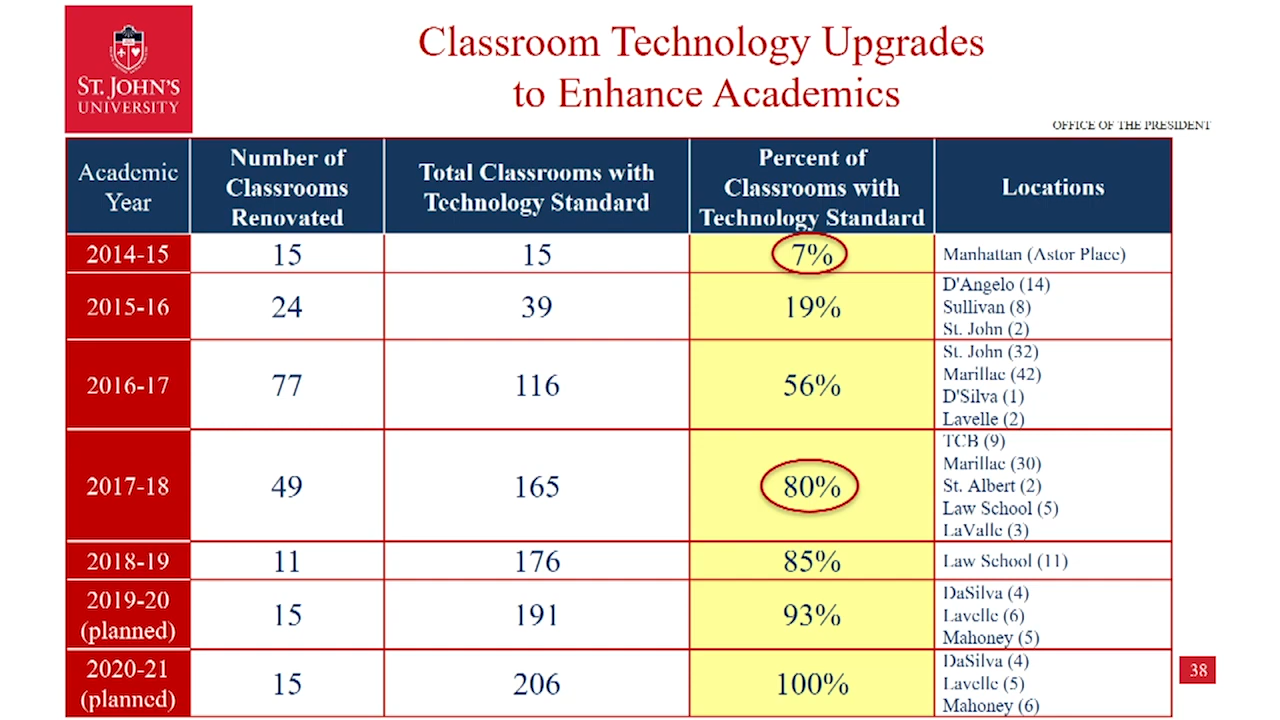 ST. JOHN'S
UNIVERSITY
Classroom Technology Upgrades
to Enhance Academics
OFFICE OF THE PRESIDENT
Academic
Year
Number of
Classrooms
Renovated
Total Classrooms with
Technology Standard
Percent of
Classrooms with
Technology Standard
Locations
2014-15
15
15
7%
Manhattan (Astor Place)
2015-16
24
39
19%
D'Angelo (14)
Sullivan (8)
St. John (2)
2016-17
77
116
56%
St. John (32)
Marillac (42)
D'Silva (1)
Lavelle (2)
2017-18
49
165
80%
TCB (9)
Marillac (30)
St. Albert (2)
Law School (5)
LaValle (3)
2018-19
11
176
85%
Law School (11)
2019-20
(planned)
15
191
93%
DaSilva (4)
Lavelle (6)
Mahoney (5)
2020-21
(planned)
15
206
100%
DaSilva (4)
Lavelle (5)
Mahoney (6)
38